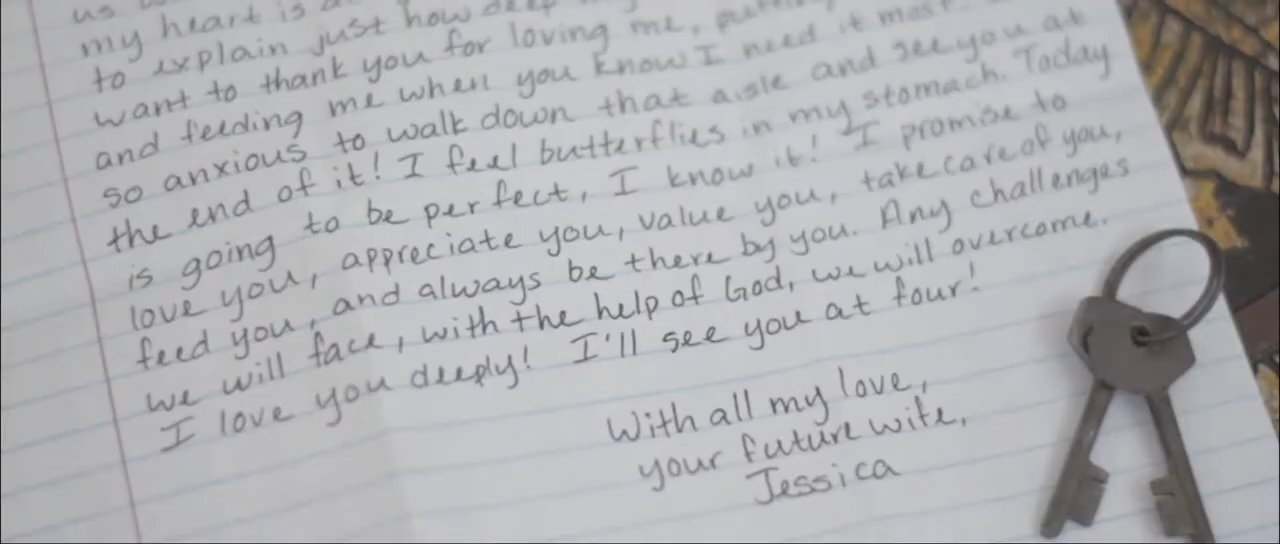 us
my heart is
to explain just how deep
want to thank you for loving me,
and feeding me when you know I need it most
so anxious to walk down that aisle and see you at
the end of it! I feel butterflies in my stomach. Today
is going to be perfect, I know it! I promise to
love you, appreciate you, value you, take care of you,
feed you, and always be there by you. Any challenges
we will face, with the help of God, we will overcome.
I love you deeply! I'll see you at four!
With all my love,
your future wife,
Jessica